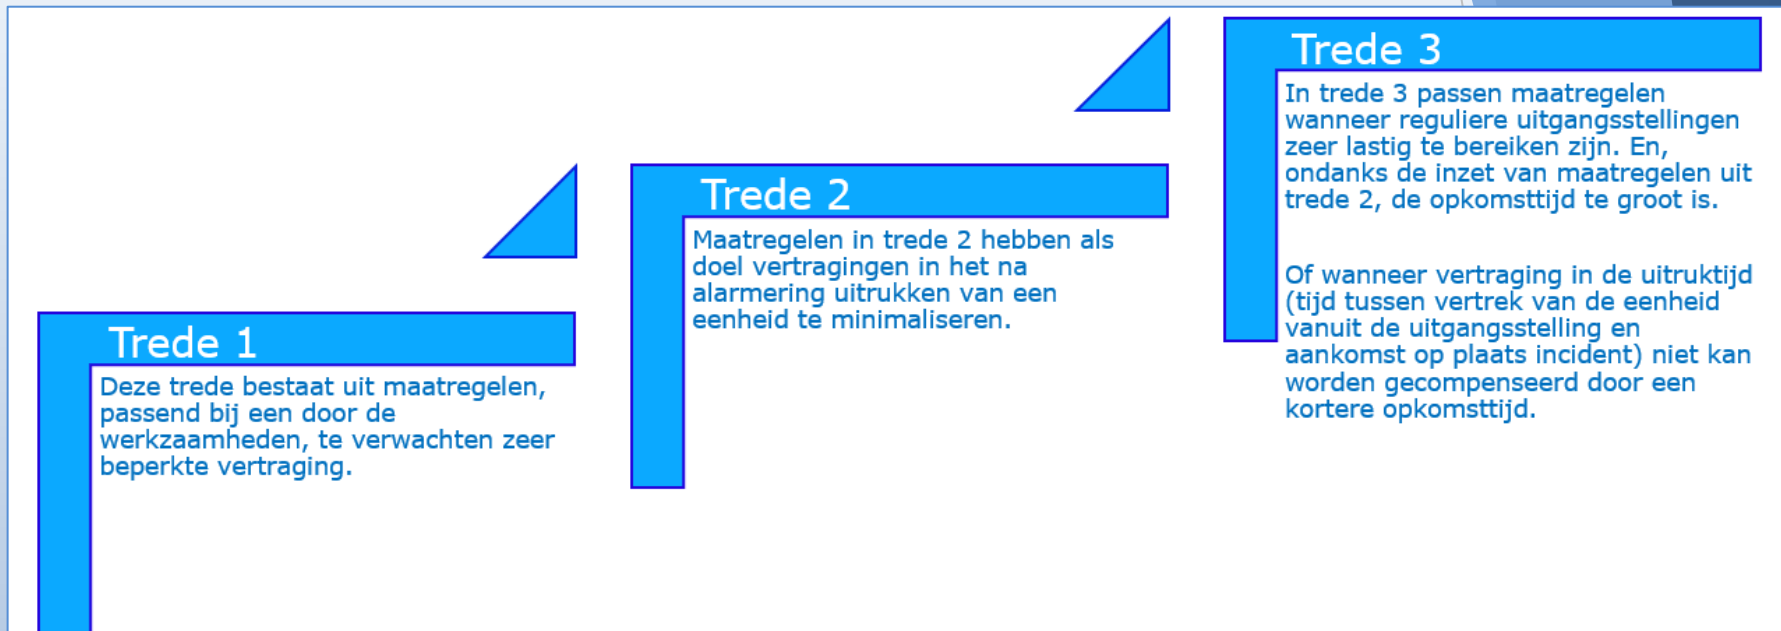 Trede 1
Deze trede bestaat uit maatregelen,
passend bij een door de
werkzaamheden, te verwachten zeer
beperkte vertraging.
Trede 2
Maatregelen in trede 2 hebben als
doel vertragingen in het na
alarmering uitrukken van een
eenheid te minimaliseren.
Trede 3
In trede 3 passen maatregelen
wanneer reguliere uitgangsstellingen
zeer lastig te bereiken zijn. En,
ondanks de inzet van maatregelen uit
trede 2, de opkomsttijd te groot is.
Of wanneer vertraging in de uitruktijd
(tijd tussen vertrek van de eenheid
vanuit de uitgangsstelling en
aankomst op plaats incident) niet kan
worden gecompenseerd door een
kortere opkomsttijd.